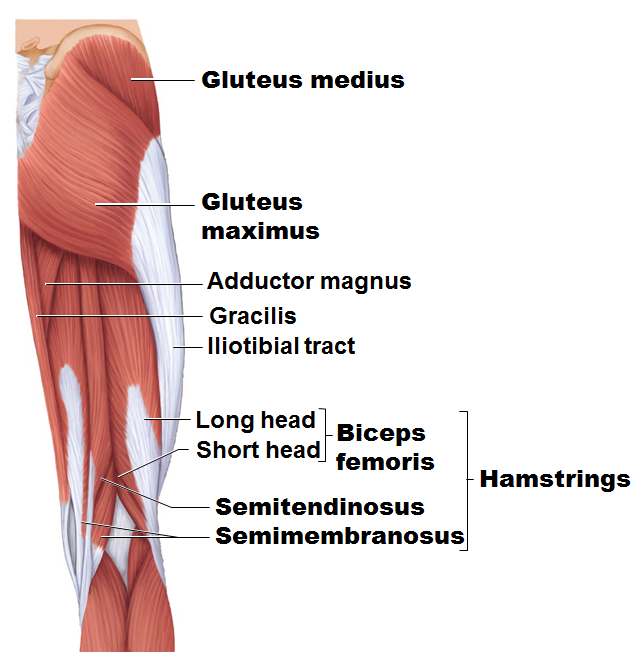 Gluteus medius
Gluteus
maximus
Adductor magnus
Gracilis
Iliotibial tract
Long head
Short head
Biceps
femoris
Hamstrings
Semitendinosus
Semimembranosus